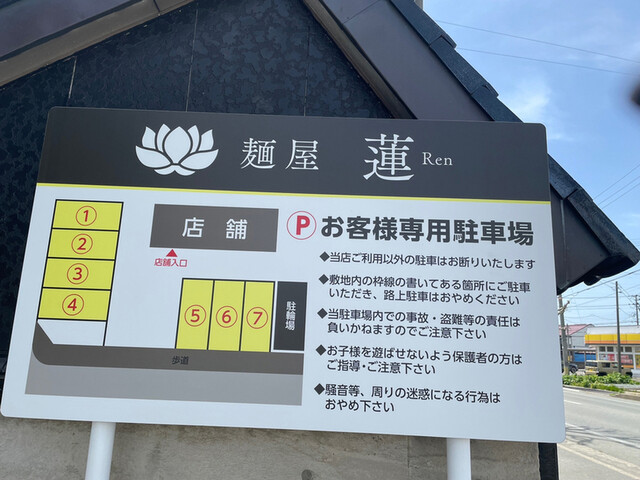 麺屋 蓮 Ren
① 
②
③
④
店舗
店舗入口
⑤ ⑥ ⑦
駐輪場
歩道
Ⓟお客様専用駐車場
◆当店ご利用以外の駐車はお断りいたします
◆敷地内の枠線の書いてある箇所にご駐車
いただき、路上駐車はおやめください
◆当駐車場内での事故・盗難等の責任は
負いかねますのでご注意下さい
◆お子様を遊ばせないよう保護者の方は
ご指導・ご注意下さい
◆騒音等、周りの迷惑になる行為は
おやめ下さい